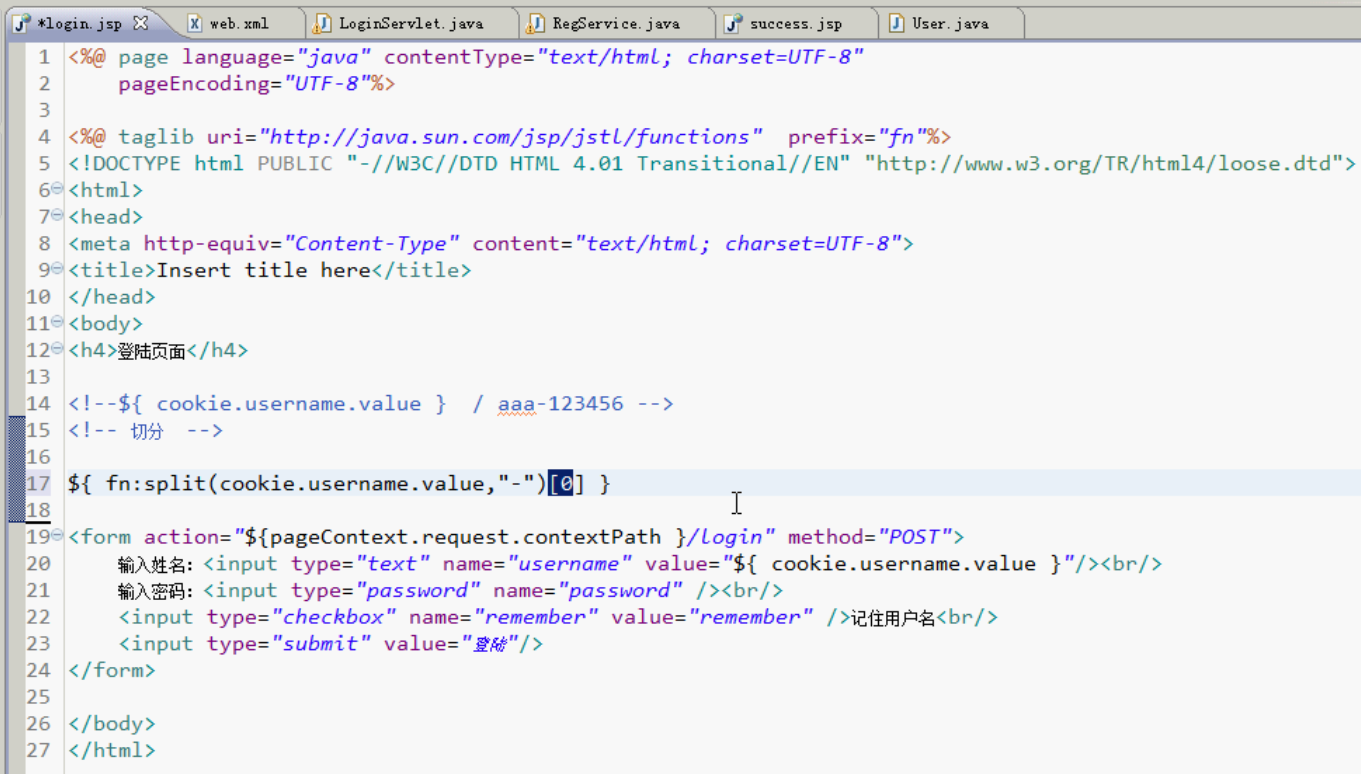 *login.jsp web.xml LoginServlet.java RegService.java success.jsp User.java
1 <%@ page language="java" contentType="text/html; charset=UTF-8"
2 pageEncoding="UTF-8"%>
3
4 <%@ taglib uri="http://java.sun.com/jsp/jstl/functions"  prefix="fn"%>
5 <!DOCTYPE html PUBLIC "-//W3C//DTD HTML 4.01 Transitional//EN" "http://www.w3.org/TR/html4/loose.dtd">
6 <html>
7 <head>
8 <meta http-equiv="Content-Type" content="text/html; charset=UTF-8">
9 <title>Insert title here</title>
10 </head>
11 <body>
12 <h4>登陆页面</h4>
13
14 <!--${ cookie.username.value }  / aaa-123456 -->
15 <!-- 切分  -->
16
17 ${ fn:split(cookie.username.value,"-")[0] }
18
19 <form action="${pageContext.request.contextPath }/login" method="POST">
20 输入姓名：<input type="text" name="username" value="${ cookie.username.value }"/><br/>
21 输入密码：<input type="password" name="password" /><br/>
22 <input type="checkbox" name="remember" value="remember" />记住用户名<br/>
23 <input type="submit" value="登陆"/>
24 </form>
25
26 </body>
27 </html>